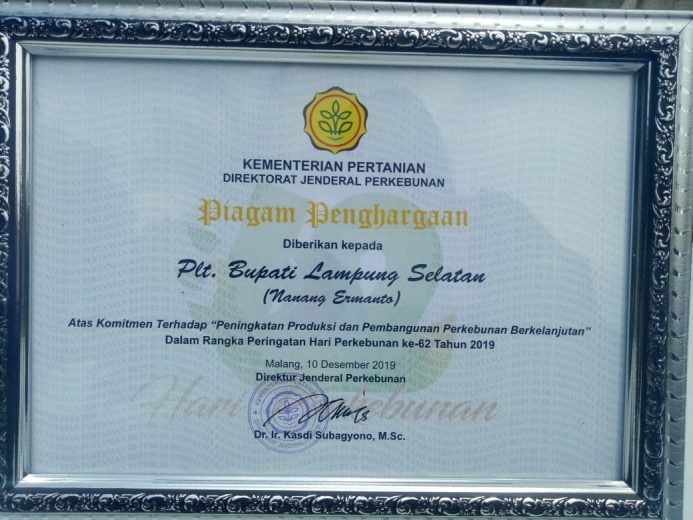 KEMENTERIAN PERTANIAN
DIREKTORAT JENDERAL PERKEBUNAN
Piagam Penghargaan
Diberikan kepada
Plt. Bupati Lampung Selatan
(Nanang Ermanto)
Atas Komitmen Terhadap “Peningkatan Produksi dan Pembangunan Perkebunan Berkelanjutan”
Dalam Rangka Peringatan Hari Perkebunan ke-62 Tahun 2019
Malang, 10 Desember 2019
Direktur Jenderal Perkebunan
Hari Perkebunan
Dr. Ir. Kasdi Subagyono, M.Sc.